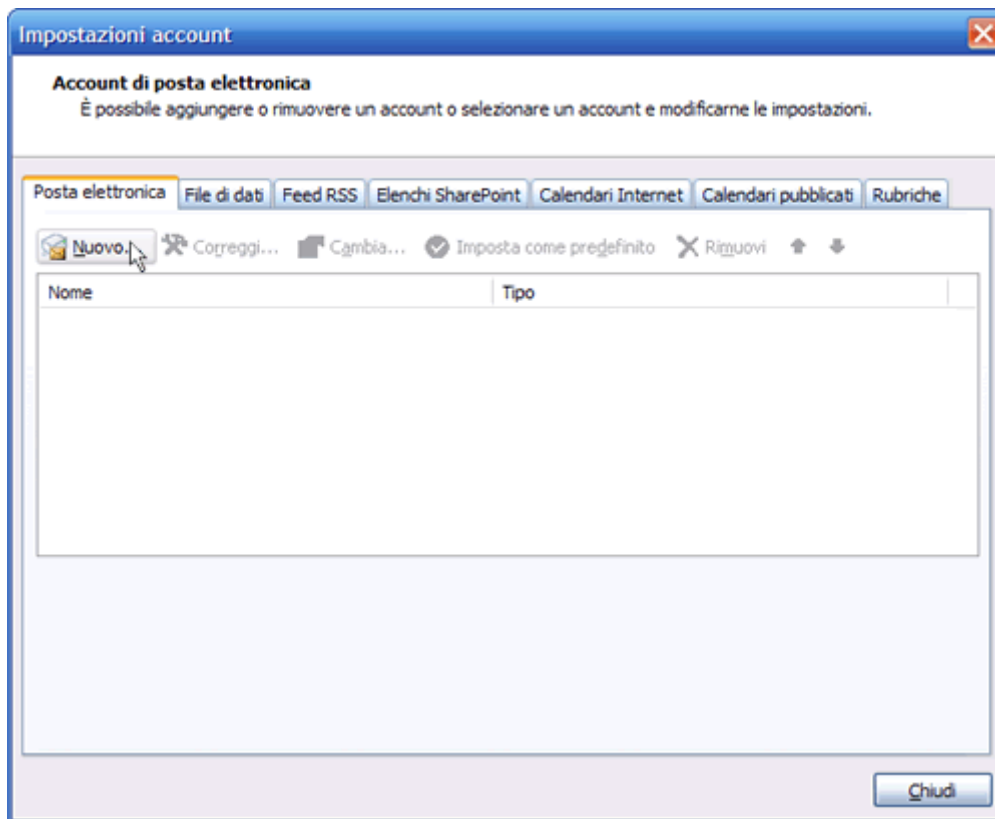 Impostazioni account
Account di posta elettronica
È possibile aggiungere o rimuovere un account o selezionare un account e modificarne le impostazioni.
Posta elettronica File di dati Feed RSS Elenchi SharePoint Calendari Internet Calendari pubblicati Rubriche
Nuovo... Correggi... Cambia... Imposta come predefinito Rimuovi
Nome Tipo
Chiudi